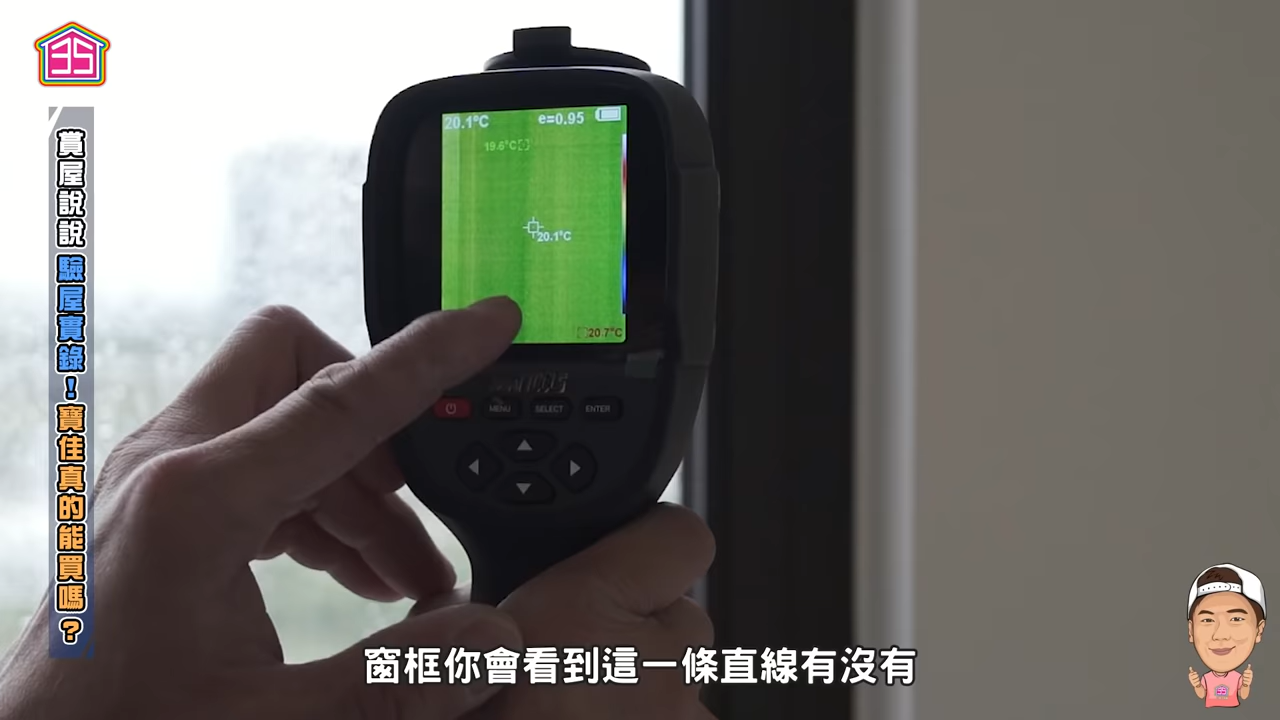 35
賞屋說說 驗屋實錄！寶佳真的能買嗎？
20.1°C e=0.95
19.6°C
20.1°C
20.7°C
MENU SELECT ENTER
窗框你會看到這一條直線有沒有